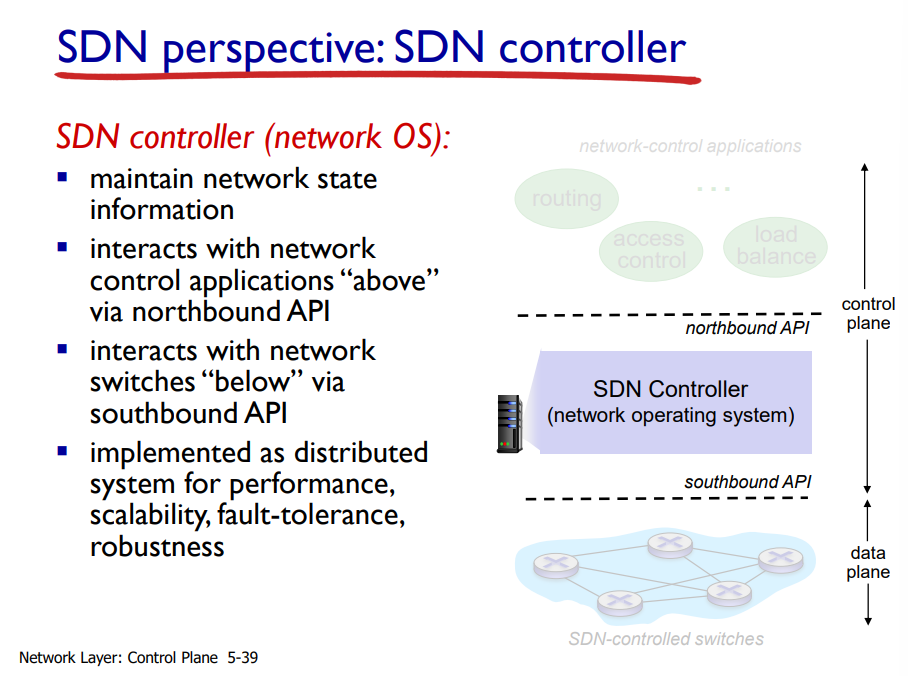 SDN perspective: SDN controller
SDN controller (network OS):
▪ maintain network state
information
▪ interacts with network
control applications “above”
via northbound API
▪ interacts with network
switches “below” via
southbound API
▪ implemented as distributed
system for performance,
scalability, fault-tolerance,
robustness
network-control applications
routing
…
access
control
load
balance
control
plane
northbound API
SDN Controller
(network operating system)
southbound API
data
plane
SDN-controlled switches
Network Layer: Control Plane 5-39